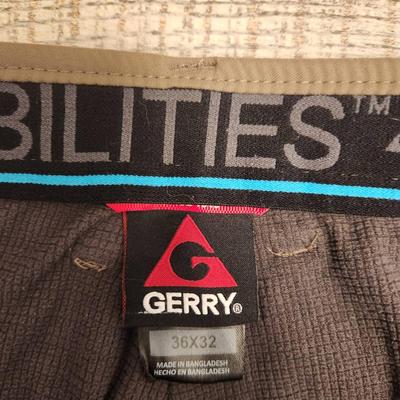 BILITIES™
GERRY®
36X32
MADE IN BANGLADESH
HECHO EN BANGLADESH